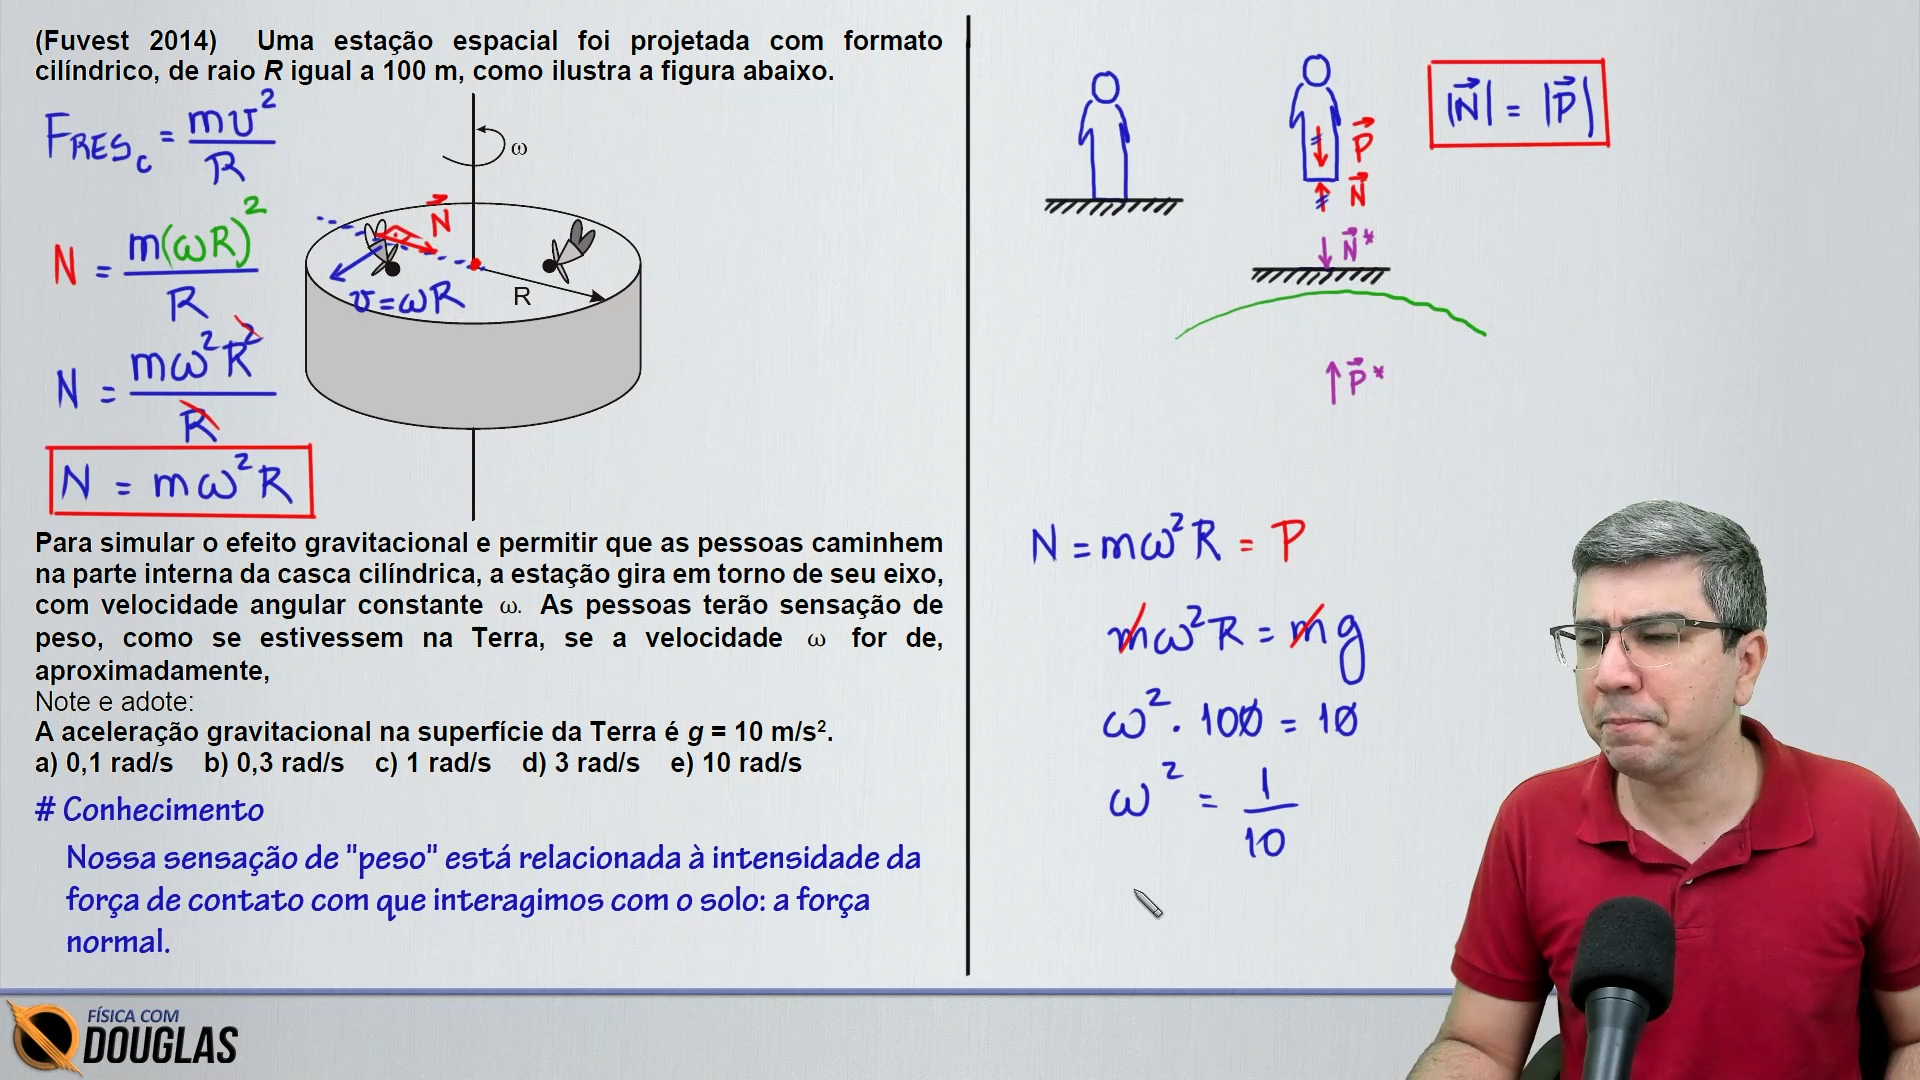 (Fuvest 2014) Uma estação espacial foi projetada com formato
cilíndrico, de raio R igual a 100 m, como ilustra a figura abaixo.
F_RES_c = mv²/R
ω
N⃗
N = m(ωR)²/R
v = ωR
R
N = mω²R²/R
N = mω²R
Para simular o efeito gravitacional e permitir que as pessoas caminhem
na parte interna da casca cilíndrica, a estação gira em torno de seu eixo,
com velocidade angular constante ω. As pessoas terão sensação de
peso, como se estivessem na Terra, se a velocidade ω for de,
aproximadamente,
Note e adote:
A aceleração gravitacional na superfície da Terra é g = 10 m/s².
a) 0,1 rad/s b) 0,3 rad/s c) 1 rad/s d) 3 rad/s e) 10 rad/s
# Conhecimento
Nossa sensação de "peso" está relacionada à intensidade da
força de contato com que interagimos com o solo: a força
normal.
FÍSICA COM
DOUGLAS
|N⃗| = |P⃗|
P⃗
N⃗
N⃗*
P⃗*
N = mω²R = P
mω²R = mg
ω² . 100 = 10
ω² = 1/10